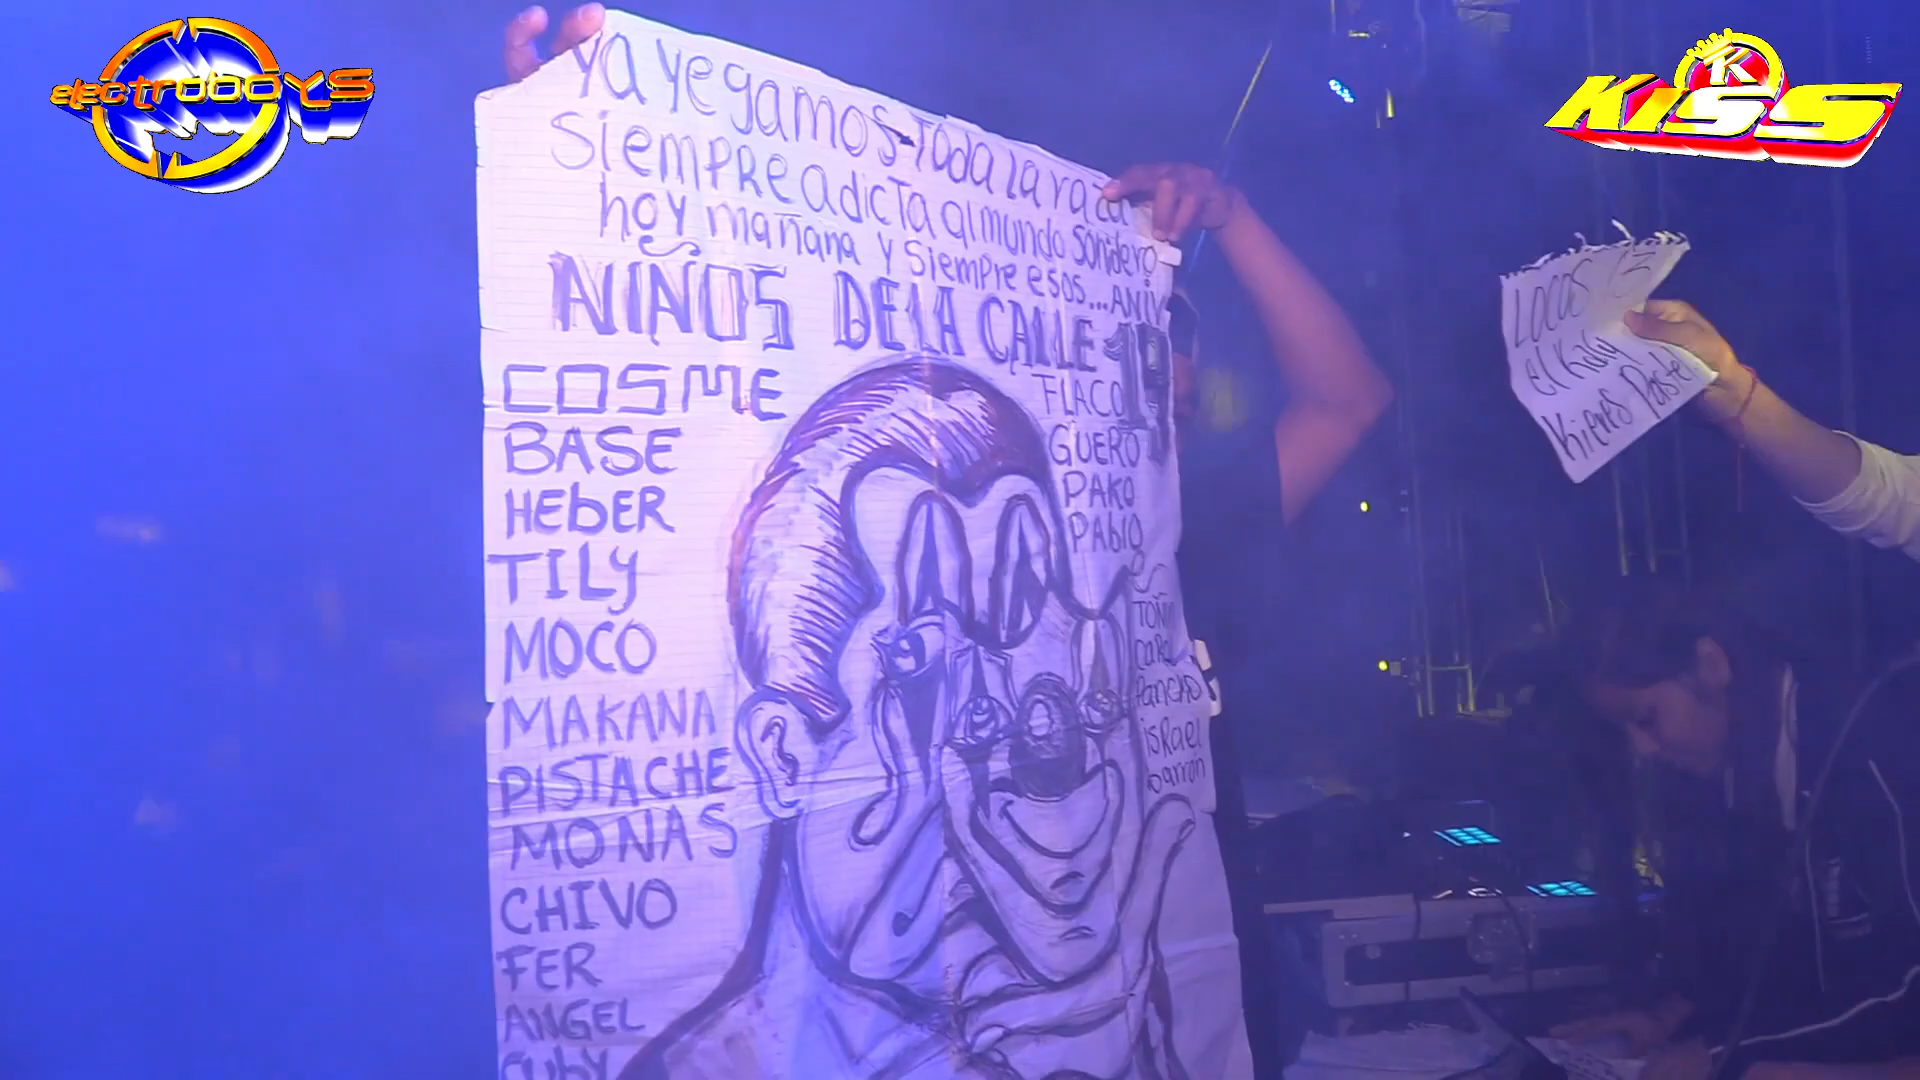 electroboys
K
KISS
Ya Yegamos Toda La raza
Siempre adicta al mundo sonidero
hoy mañana y siempre esos...ANIV
NIÑOS DE LA CALLE 19
COSME
BASE
HEbER
TILY
MOCO
MAKANA
PISTACHE
MONAS
CHIVO
FER
ANGEL
Cuby
FLACO
GUERO
PAKO
PAblo
TOÑO
Pancho
isRael
barron
LOCOS
el Kidy
Kieres Pastel